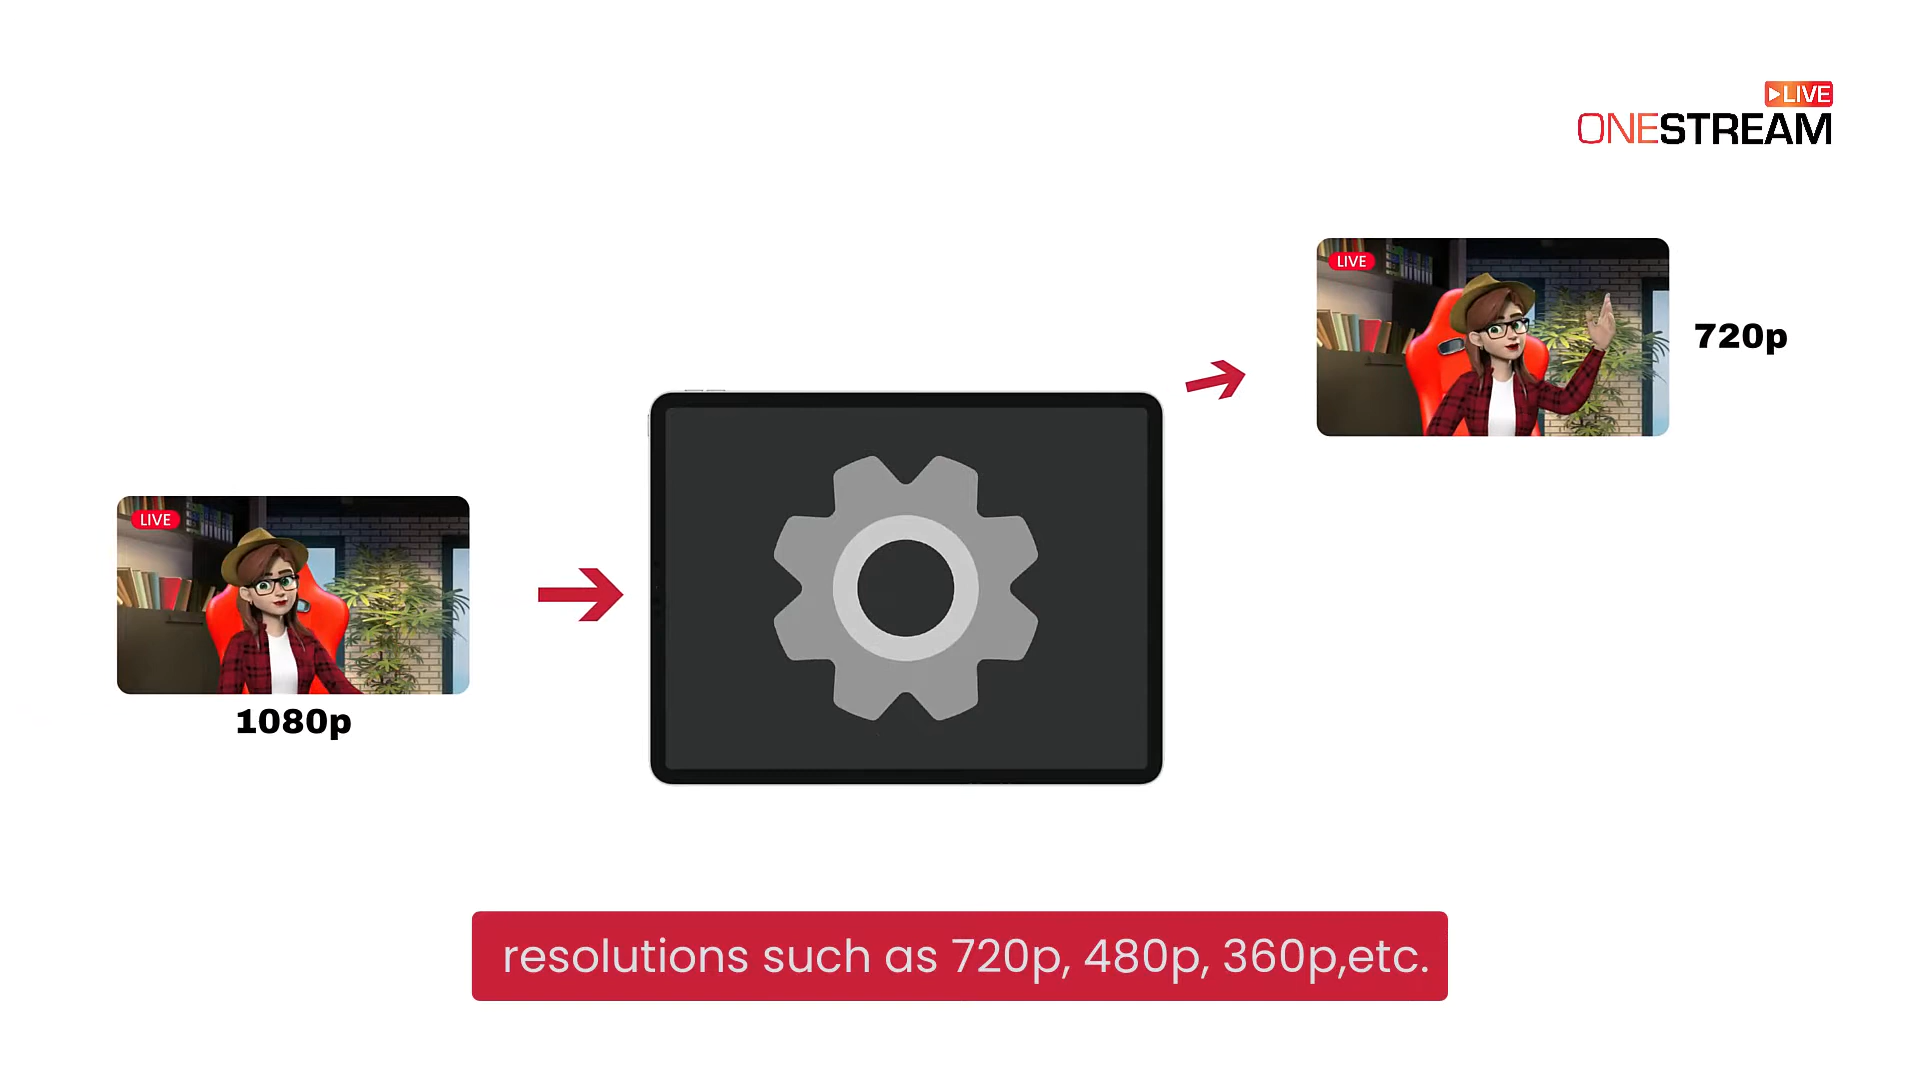 LIVE
ONESTREAM
LIVE
720p
LIVE
1080p
resolutions such as 720p, 480p, 360p,etc.